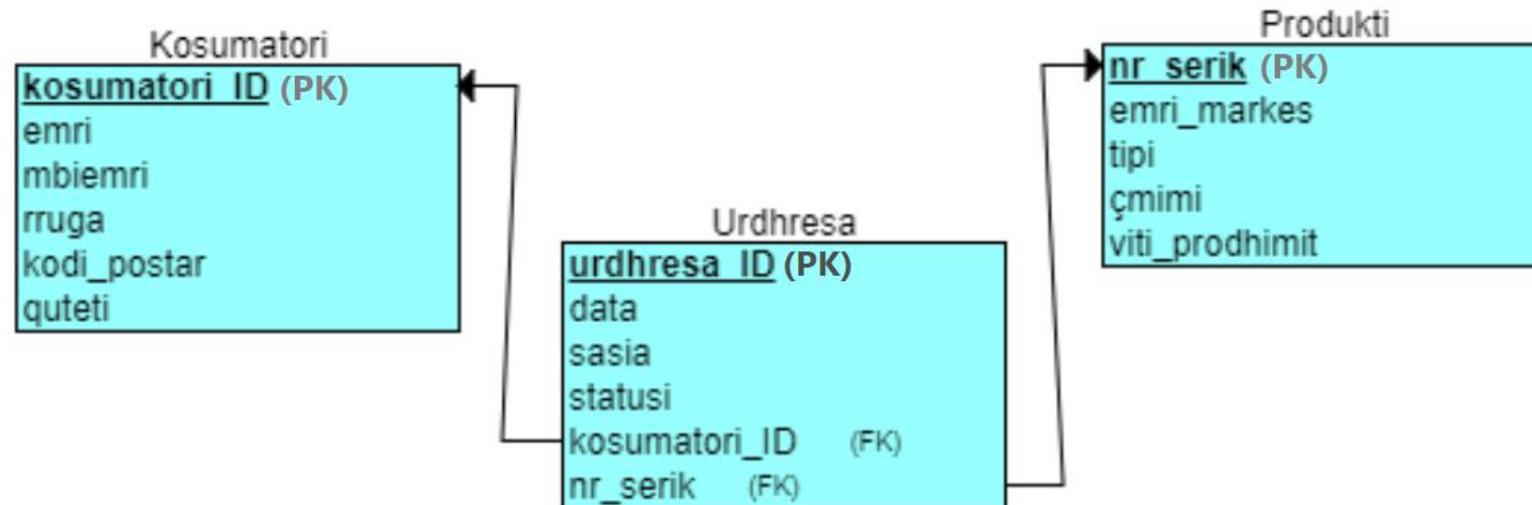 Kosumatori
kosumatori_ID (PK)
emri
mbiemri
rruga
kodi_postar
quteti
Urdhresa
urdhresa_ID (PK)
data
sasia
statusi
kosumatori_ID (FK)
nr_serik (FK)
Produkti
nr_serik (PK)
emri_markes
tipi
çmimi
viti_prodhimit